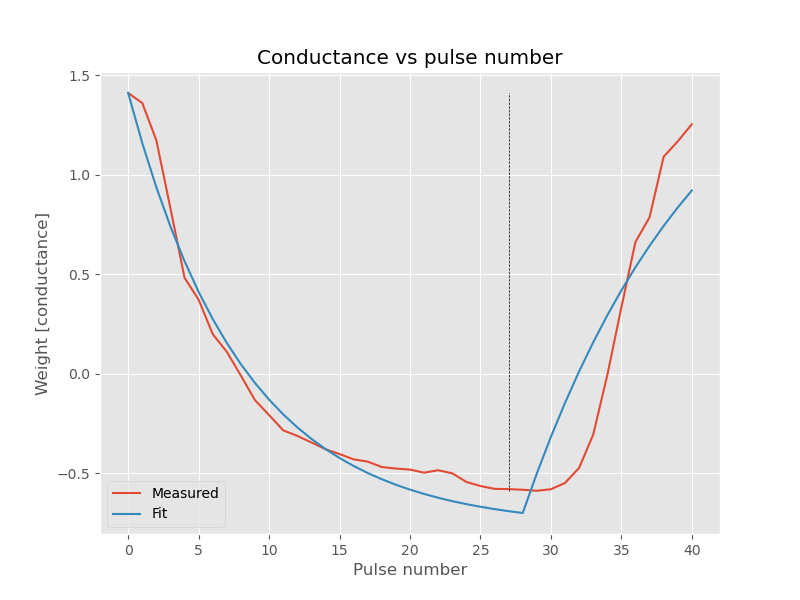 Conductance vs pulse number
1.5
1.0
0.5
0.0
−0.5
Weight [conductance]
Measured
Fit
0 5 10 15 20 25 30 35 40
Pulse number